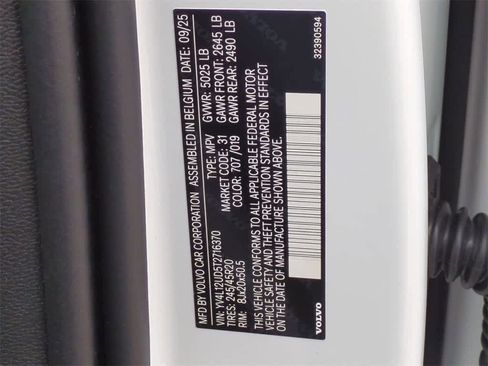 MFD BY VOLVO CAR CORPORATION ASSEMBLED IN BELGIUM DATE: 09/25
VIN: YV4L12UD5T2716370 GVWR: 5025 LB
TIRES: 245/45R20 TYPE: MPV GAWR FRONT: 2645 LB
RIM: 8Jx20x50.5 MARKET CODE: 31 GAWR REAR: 2490 LB
COLOR: 707 /019
THIS VEHICLE CONFORMS TO ALL APPLICABLE FEDERAL MOTOR
VEHICLE SAFETY AND THEFT PREVENTION STANDARDS IN EFFECT
ON THE DATE OF MANUFACTURE SHOWN ABOVE.
VOLVO
32390594